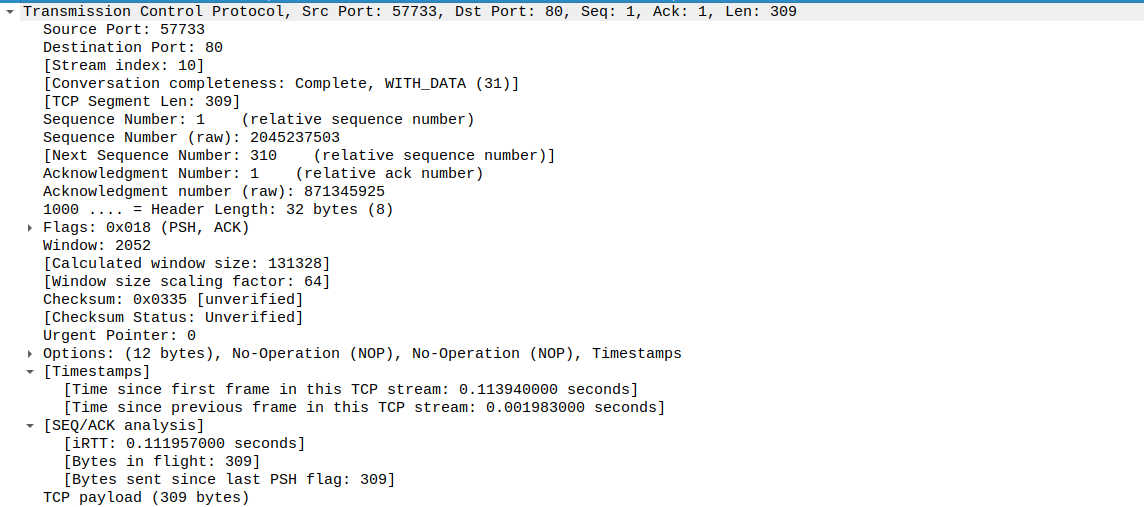 Transmission Control Protocol, Src Port: 57733, Dst Port: 80, Seq: 1, Ack: 1, Len: 309
Source Port: 57733
Destination Port: 80
[Stream index: 10]
[Conversation completeness: Complete, WITH_DATA (31)]
[TCP Segment Len: 309]
Sequence Number: 1    (relative sequence number)
Sequence Number (raw): 2045237503
[Next Sequence Number: 310    (relative sequence number)]
Acknowledgment Number: 1    (relative ack number)
Acknowledgment number (raw): 871345925
1000 .... = Header Length: 32 bytes (8)
Flags: 0x018 (PSH, ACK)
Window: 2052
[Calculated window size: 131328]
[Window size scaling factor: 64]
Checksum: 0x0335 [unverified]
[Checksum Status: Unverified]
Urgent Pointer: 0
Options: (12 bytes), No-Operation (NOP), No-Operation (NOP), Timestamps
[Timestamps]
[Time since first frame in this TCP stream: 0.113940000 seconds]
[Time since previous frame in this TCP stream: 0.001983000 seconds]
[SEQ/ACK analysis]
[iRTT: 0.111957000 seconds]
[Bytes in flight: 309]
[Bytes sent since last PSH flag: 309]
TCP payload (309 bytes)